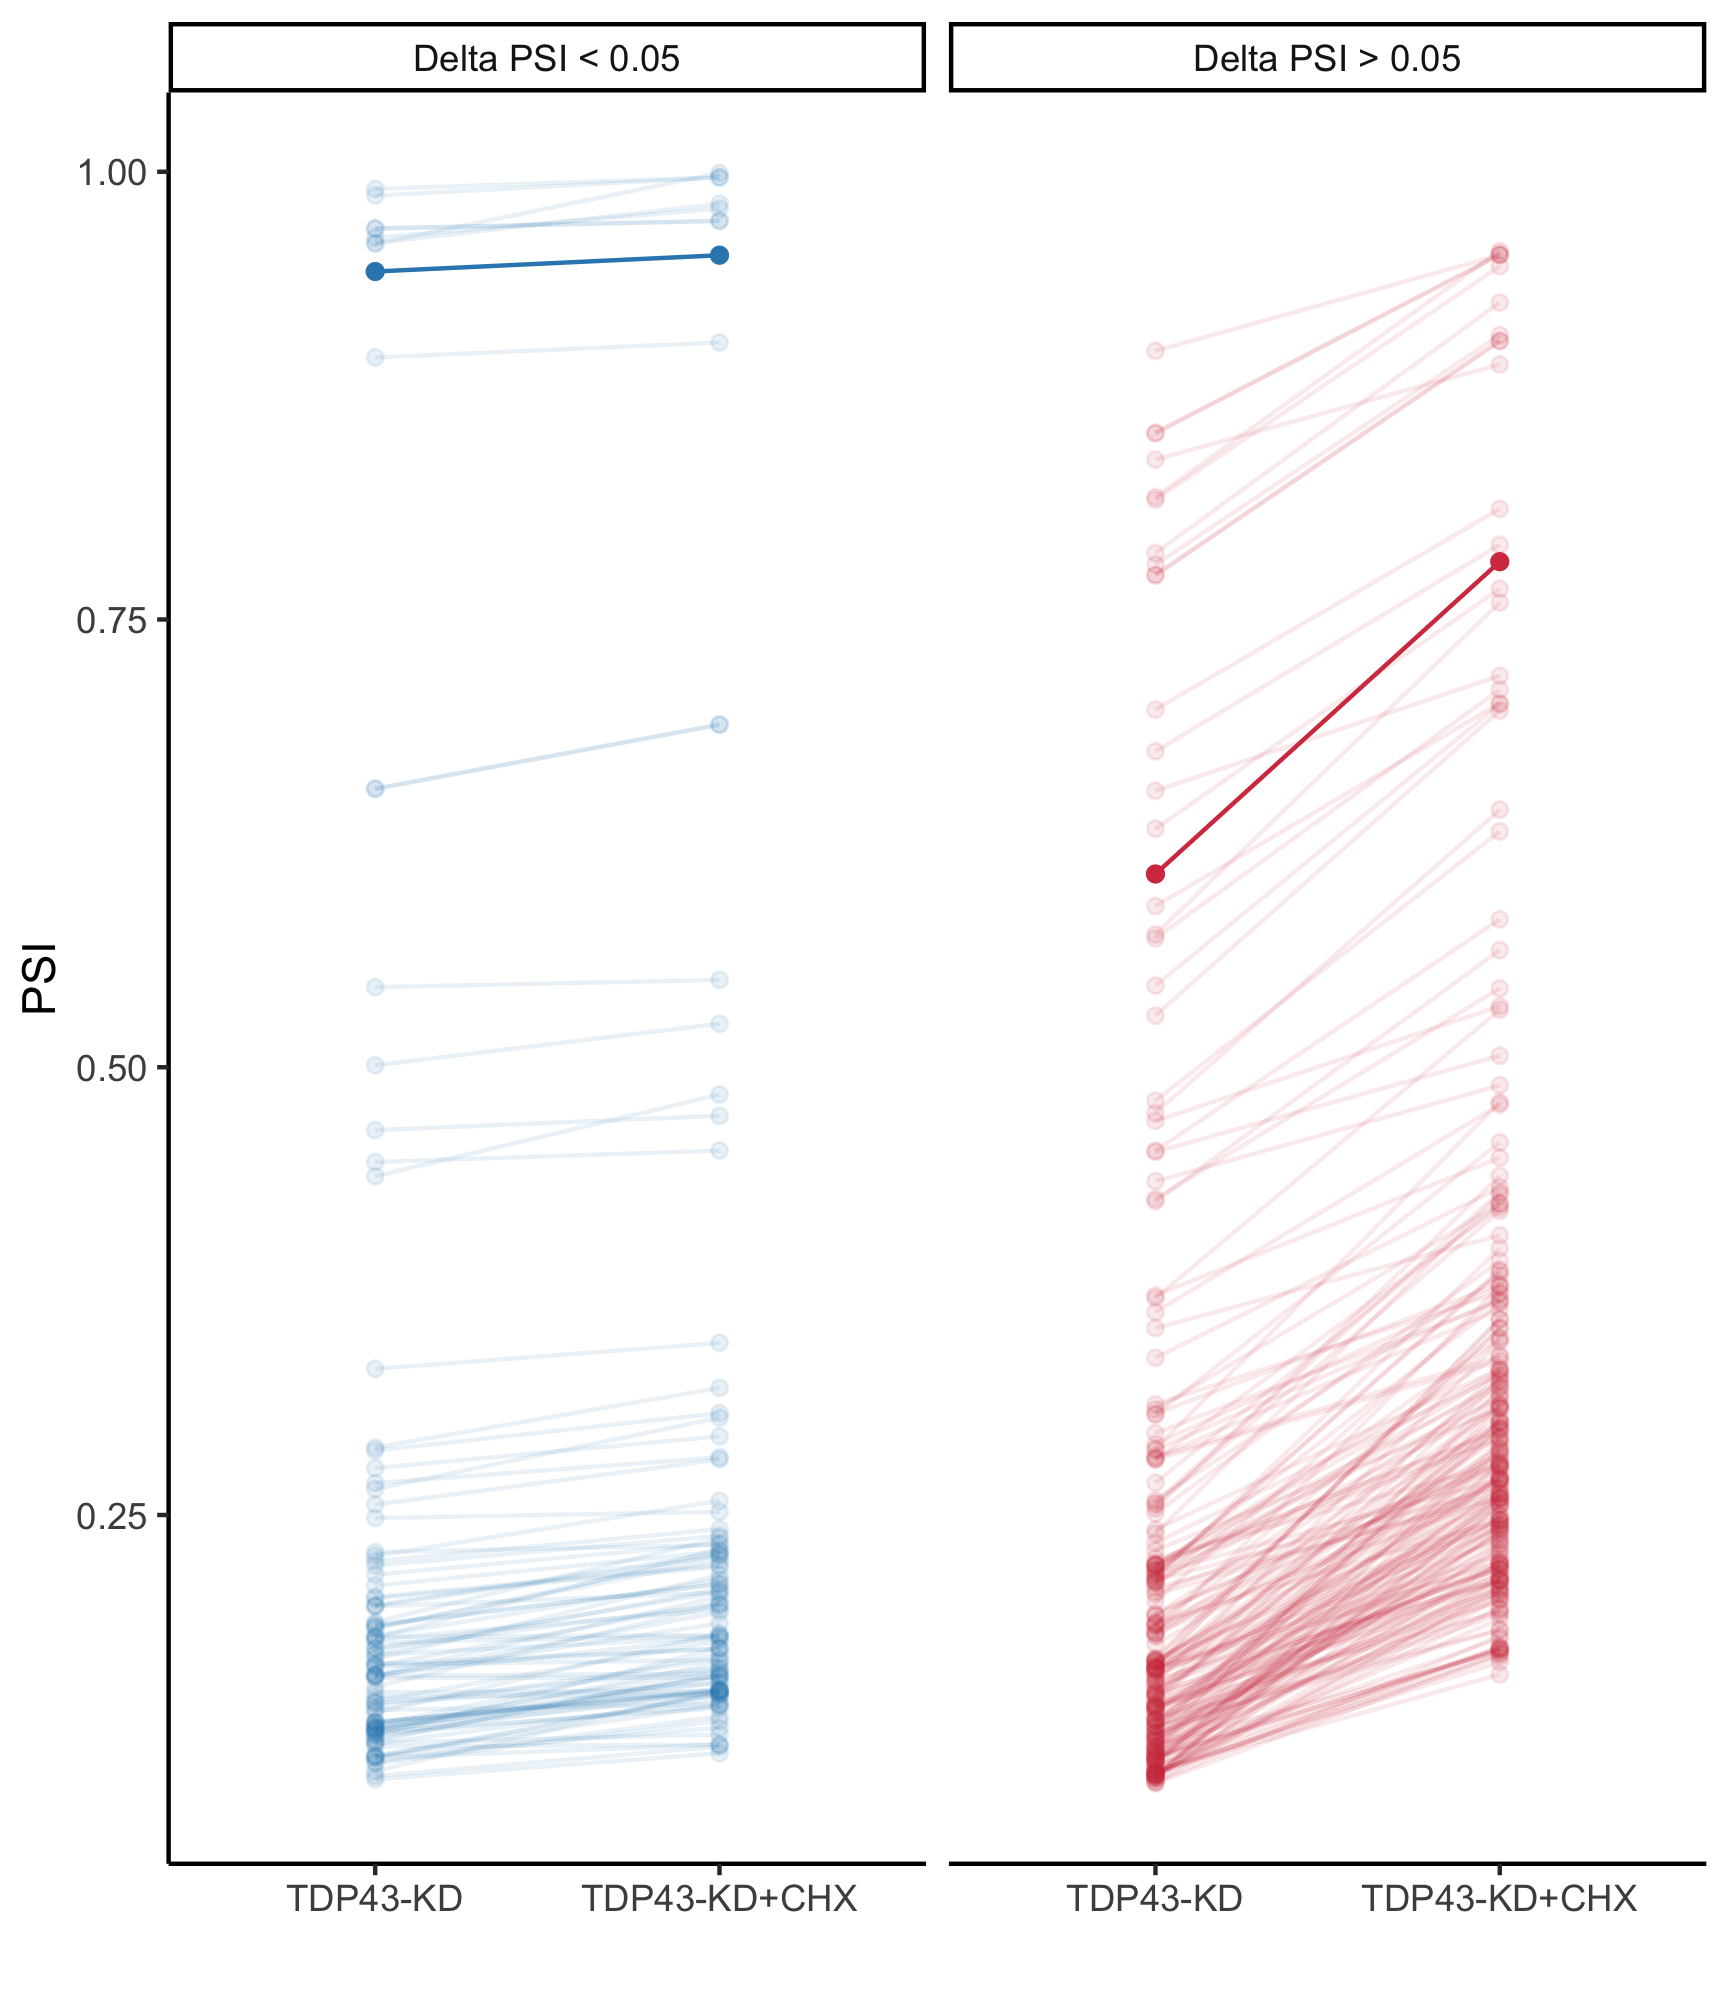 Delta PSI < 0.05
Delta PSI > 0.05
PSI
1.00
0.75
0.50
0.25
TDP43-KD
TDP43-KD+CHX
TDP43-KD
TDP43-KD+CHX